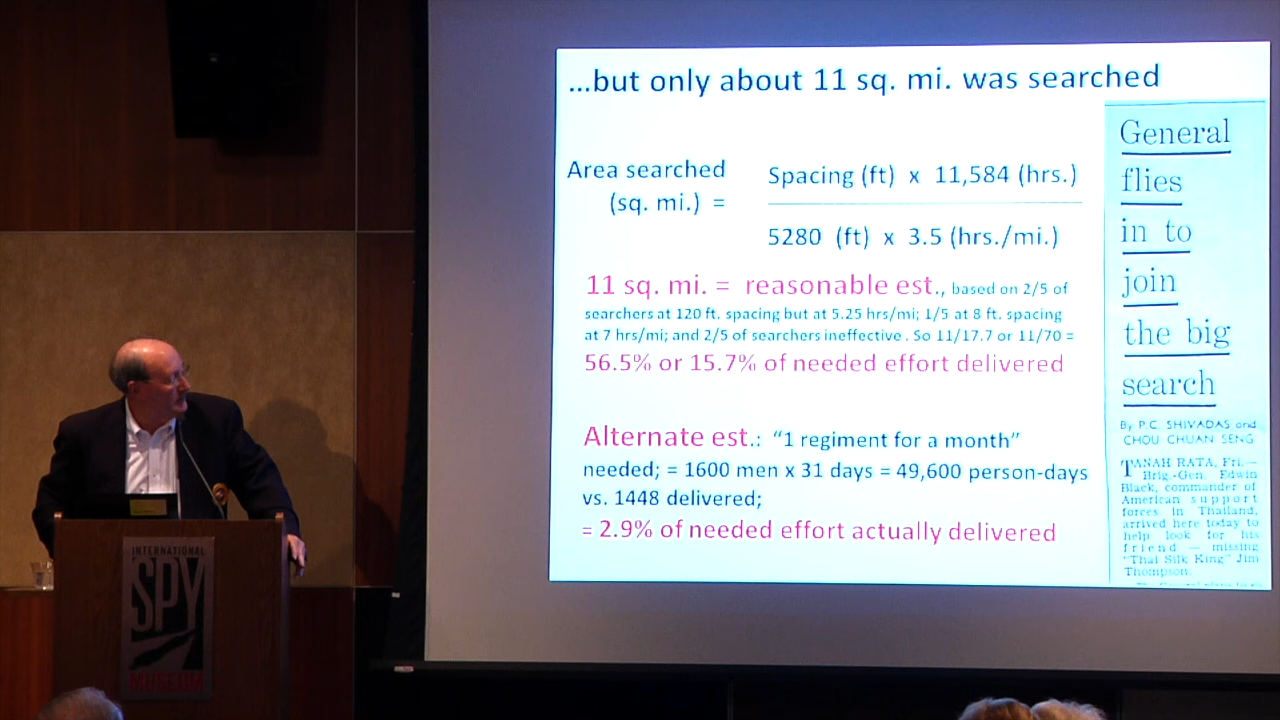 ...but only about 11 sq. mi. was searched
Area searched
(sq. mi.) =
Spacing (ft) x 11,584 (hrs.)
5280 (ft) x 3.5 (hrs./mi.)
11 sq. mi. = reasonable est., based on 2/5 of
searchers at 120 ft. spacing but at 5.25 hrs/mi; 1/5 at 8 ft. spacing
at 7 hrs/mi; and 2/5 of searchers ineffective. So 11/17.7 or 11/70 =
56.5% or 15.7% of needed effort delivered
Alternate est.: “1 regiment for a month”
needed; = 1600 men x 31 days = 49,600 person-days
vs. 1448 delivered;
= 2.9% of needed effort actually delivered
General
flies
in to
join
the big
search
By P.C. SHIVADAS and
CHOU CHUAN SENG
TANAH RATA, Fri.—
Brig.-Gen. Edwin
Black, commander of
American support
forces in Thailand,
arrived here today to
help look for his
friend — missing
"Thai Silk King" Jim
Thompson.
INTERNATIONAL
SPY
MUSEUM